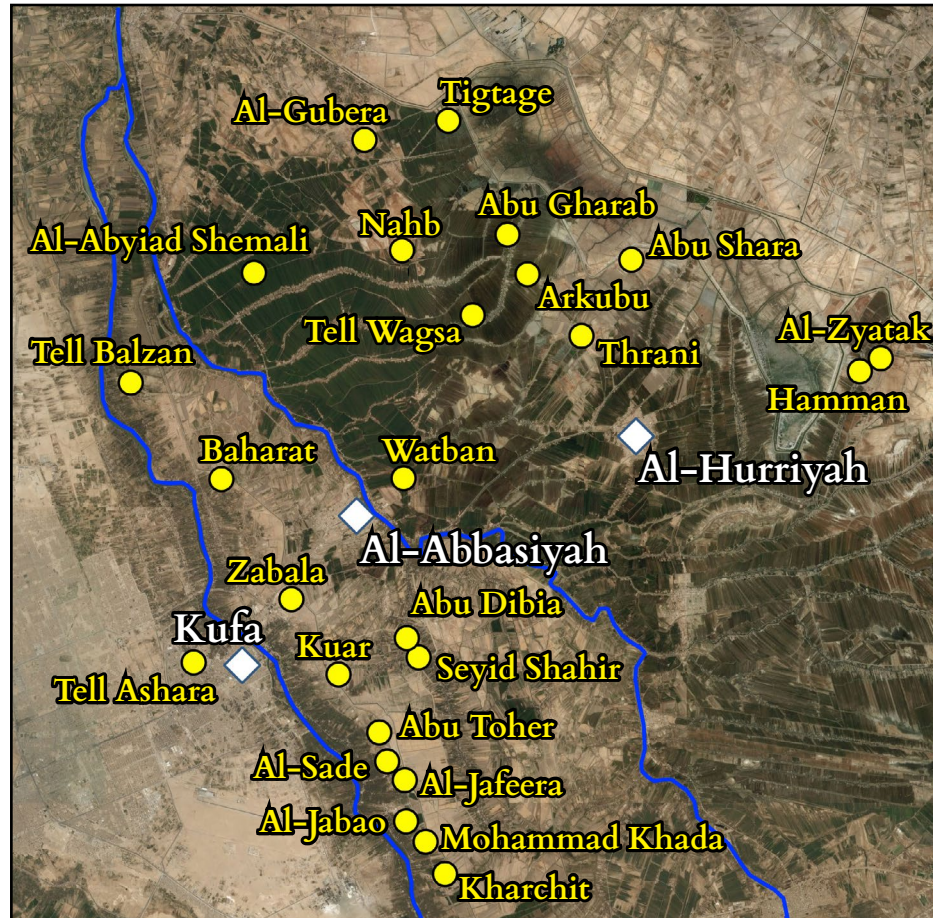 Tigtage
Al-Gubera
Abu Gharab
Nahb
Al-Abyiad Shemali
Abu Shara
Arkubu
Tell Wagsa
Al-Zyatak
Thrani
Tell Balzan
Hamman
Baharat
Watban
Al-Hurriyah
Al-Abbasiyah
Zabala
Abu Dibia
Kufa
Kuar
Seyid Shahir
Tell Ashara
Abu Toher
Al-Sade
Al-Jafeera
Al-Jabao
Mohammad Khada
Kharchit